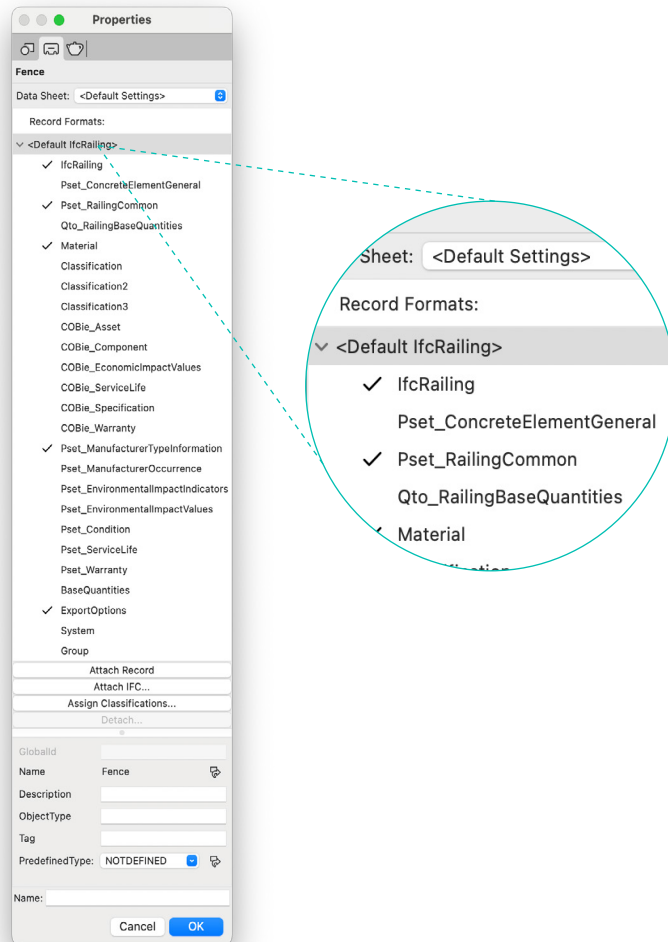 Properties
Fence
Data Sheet: <Default Settings>
Record Formats:
<Default IfcRailing>
IfcRailing
Pset_ConcreteElementGeneral
Pset_RailingCommon
Qto_RailingBaseQuantities
Material
Classification
Classification2
Classification3
COBie_Asset
COBie_Component
COBie_EconomicImpactValues
COBie_ServiceLife
COBie_Specification
COBie_Warranty
Pset_ManufacturerTypeInformation
Pset_ManufacturerOccurrence
Pset_EnvironmentalImpactIndicators
Pset_EnvironmentalImpactValues
Pset_Condition
Pset_ServiceLife
Pset_Warranty
BaseQuantities
ExportOptions
System
Group
Attach Record
Attach IFC...
Assign Classifications...
Detach...
GlobalId
Name Fence
Description
ObjectType
Tag
PredefinedType: NOTDEFINED
Name:
Cancel OK
Sheet: <Default Settings>
Record Formats:
<Default IfcRailing>
IfcRailing
Pset_ConcreteElementGeneral
Pset_RailingCommon
Qto_RailingBaseQuantities
Material